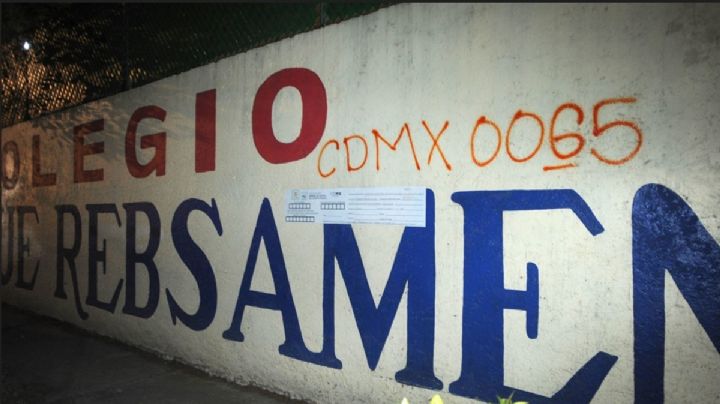 OLEGIO
CDMX 0065
UE REBSAMEN